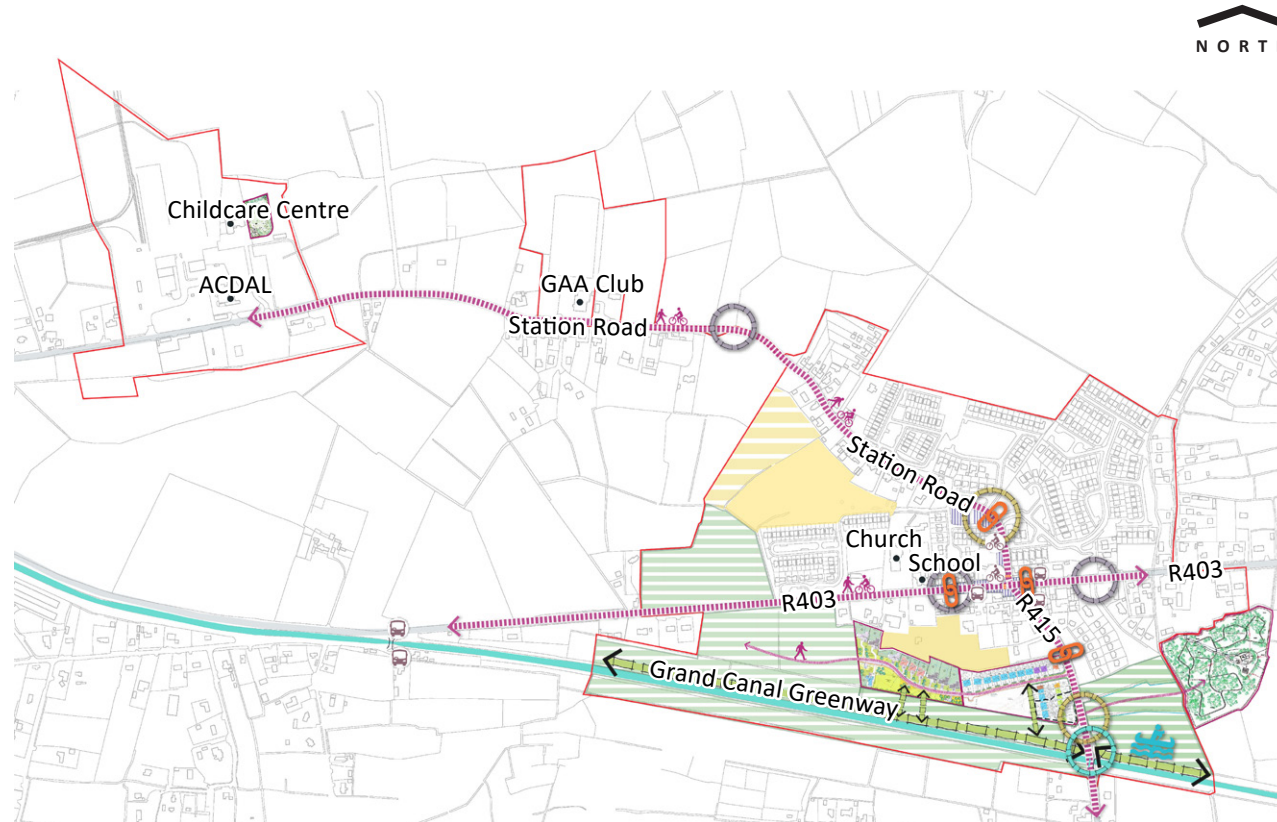 NORT
Childcare Centre
ACDAL
GAA Club
Station Road
Station Road
Church
School
R403
R403
R415
Grand Canal Greenway